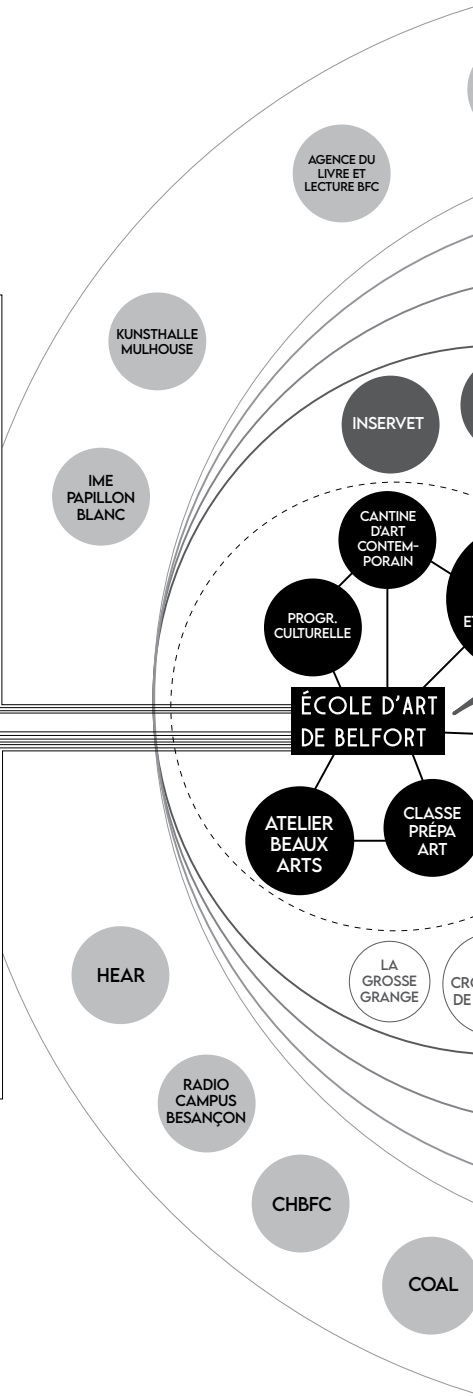 AGENCE DU
LIVRE ET
LECTURE BFC
KUNSTHALLE
MULHOUSE
INSERVET
IME
PAPILLON
BLANC
CANTINE
D'ART
CONTEM-
PORAIN
PROGR.
CULTURELLE
ÉCOLE D'ART
DE BELFORT
ATELIER
BEAUX
ARTS
CLASSE
PRÉPA
ART
LA
GROSSE
GRANGE
DE
HEAR
RADIO
CAMPUS
BESANÇON
CHBFC
COAL